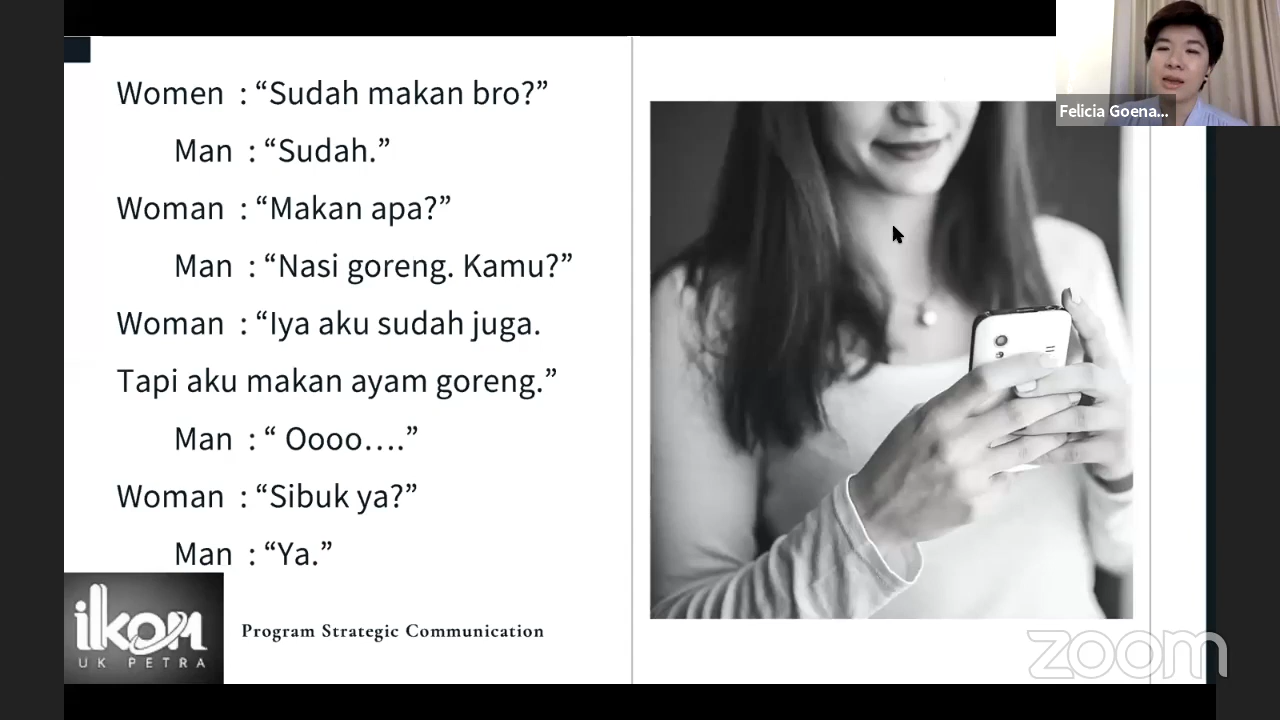 Women : “Sudah makan bro?”
Man : “Sudah.”
Woman : “Makan apa?”
Man : “Nasi goreng. Kamu?”
Woman : “Iya aku sudah juga.
Tapi aku makan ayam goreng.”
Man : “ Oooo….”
Woman : “Sibuk ya?”
Man : “Ya.”
ilkom
UK PETRA
Program Strategic Communication
Felicia Goena...
zoom